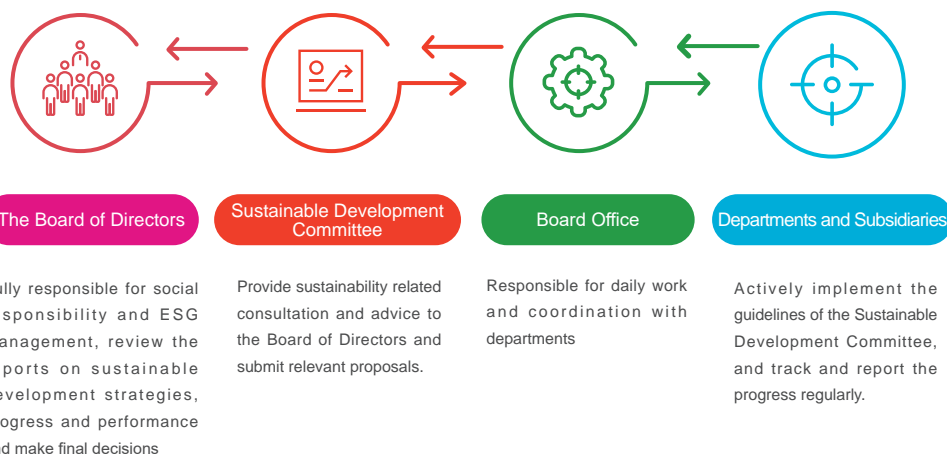 The Board of Directors
Sustainable Development
Committee
Board Office
Departments and Subsidiaries
ully responsible for social
sponsibility and ESG
anagement, review the
ports on sustainable
evelopment strategies,
ogress and performance
nd make final decisions
Provide sustainability related
consultation and advice to
the Board of Directors and
submit relevant proposals.
Responsible for daily work
and coordination with
departments
Actively implement the
guidelines of the Sustainable
Development Committee,
and track and report the
progress regularly.